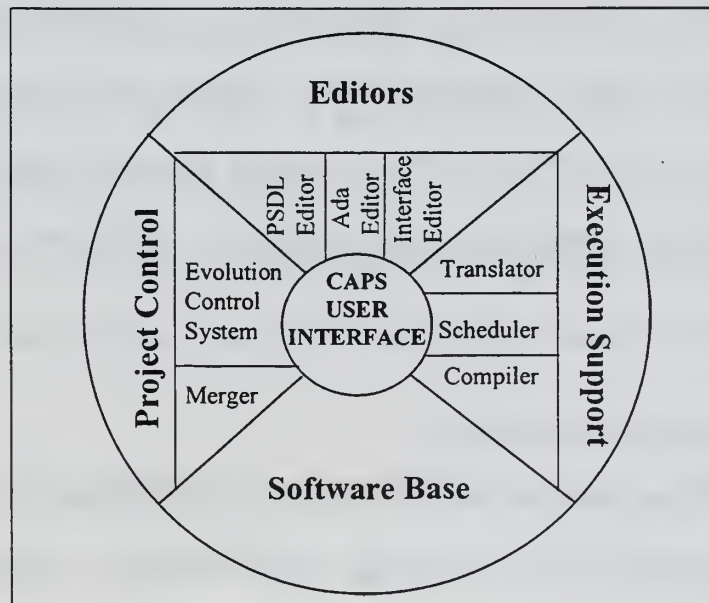 Editors
PSDL
Editor
Ada
Editor
Interface
Editor
Project Control
Evolution
Control
System
Merger
CAPS
USER
INTERFACE
Translator
Scheduler
Compiler
Execution Support
Software Base